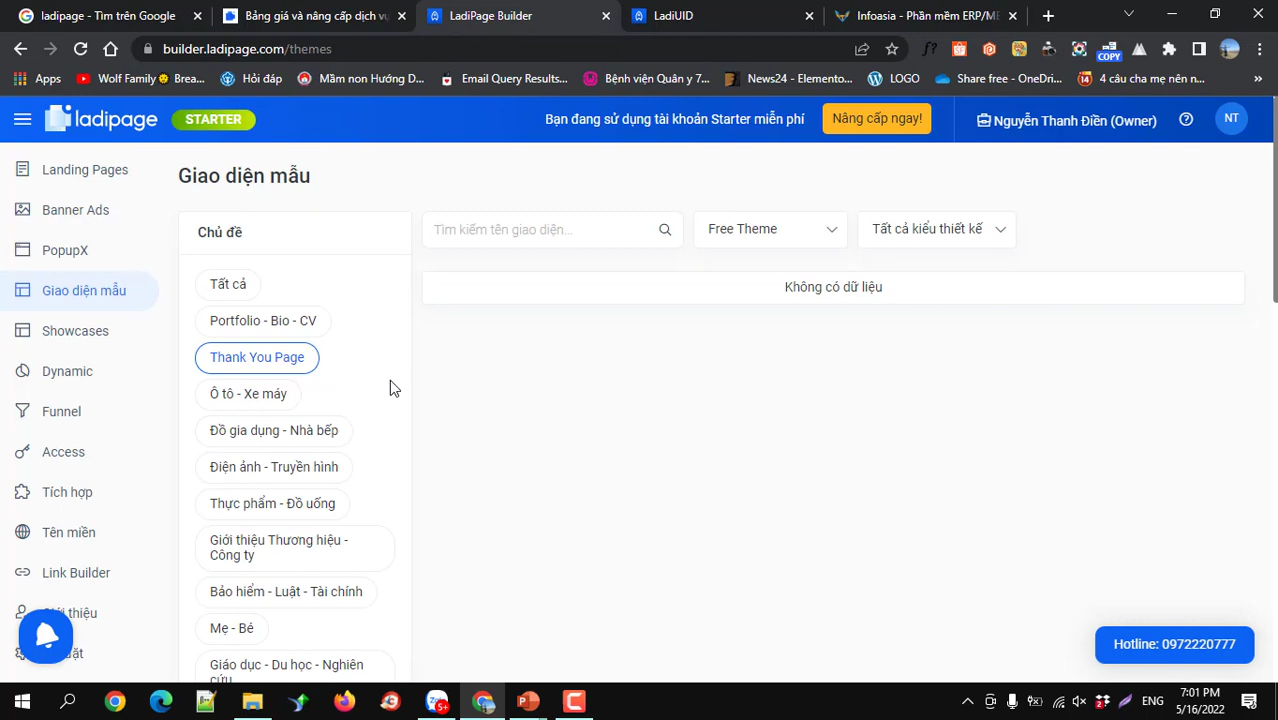 ladipage - Tìm trên Google
Bảng giá và nâng cấp dịch vụ
LadiPage Builder
LadiUID
Infoasia - Phần mềm ERP/ME
builder.ladipage.com/themes
COPY
Apps
Wolf Family Brea...
Hỏi đáp
Mầm non Hướng D...
Email Query Results...
Bệnh viện Quân y 7...
News24 - Elemento...
LOGO
Share free - OneDri...
14
4 câu cha mẹ nên n...
ladipage
STARTER
Bạn đang sử dụng tài khoản Starter miễn phí
Nâng cấp ngay!
Nguyễn Thanh Điền (Owner)
NT
Landing Pages
Banner Ads
PopupX
Giao diện mẫu
Showcases
Dynamic
Funnel
Access
Tích hợp
Tên miền
Link Builder
Giao diện mẫu
Chủ đề
Tất cả
Portfolio - Bio - CV
Thank You Page
Ô tô - Xe máy
Đồ gia dụng - Nhà bếp
Điện ảnh - Truyền hình
Thực phẩm - Đồ uống
Giới thiệu Thương hiệu -
Công ty
Bảo hiểm - Luật - Tài chính
Mẹ - Bé
Giáo dục - Du học - Nghiên
cứu
Tìm kiếm tên giao diện...
Free Theme
Tất cả kiểu thiết kế
Không có dữ liệu
Hotline: 0972220777
5+
ENG
7:01 PM
5/16/2022